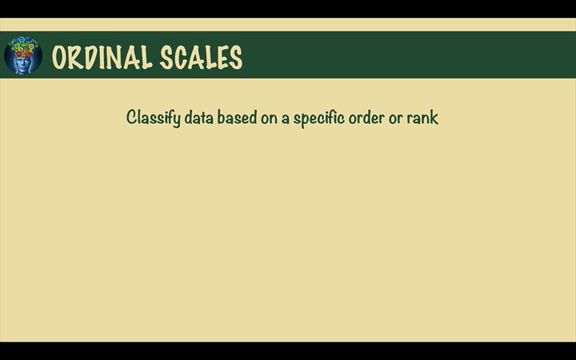 ORDINAL SCALES
Classify data based on a specific order or rank